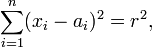 \sum_{i=1}^{n}(x_i - a_i)^2 = r^2,